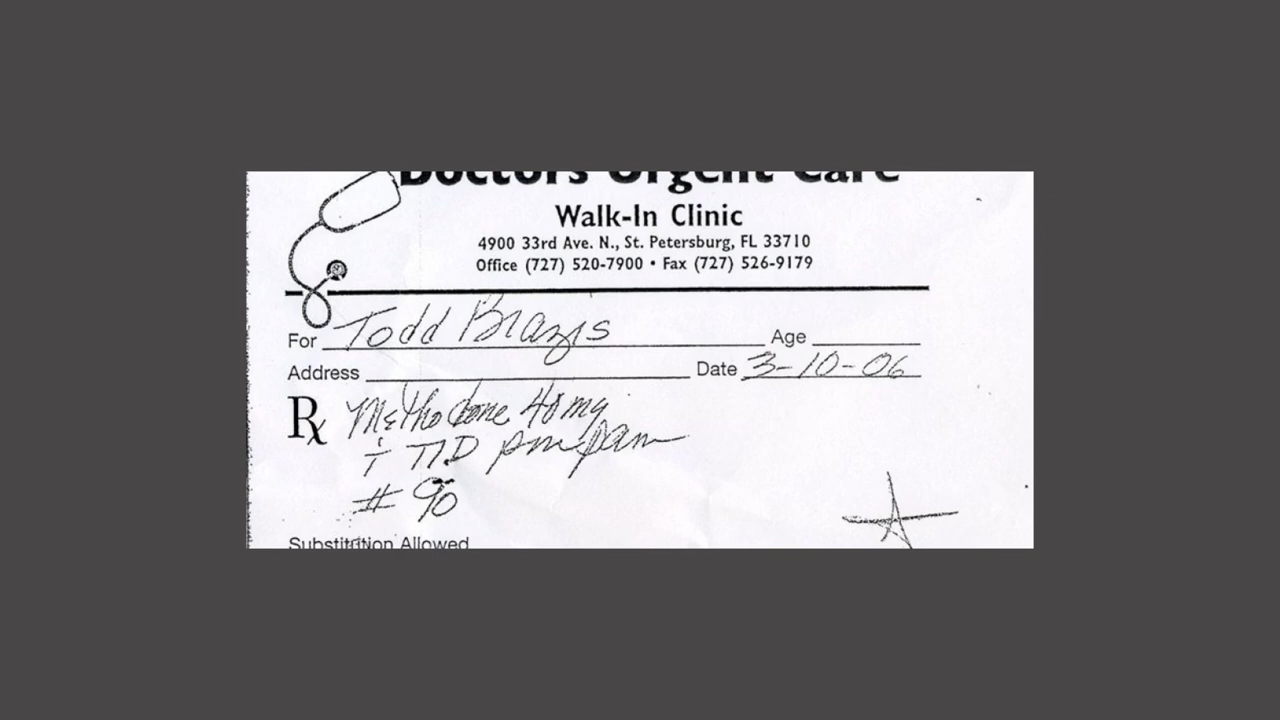 Doctors Urgent Care
Walk-In Clinic
4900 33rd Ave. N., St. Petersburg, FL 33710
Office (727) 520-7900 • Fax (727) 526-9179
For Todd Brazis Age
Address Date 3-10-06
Rx Methodone 40mg
† TID prn pain
# 90
Substitution Allowed